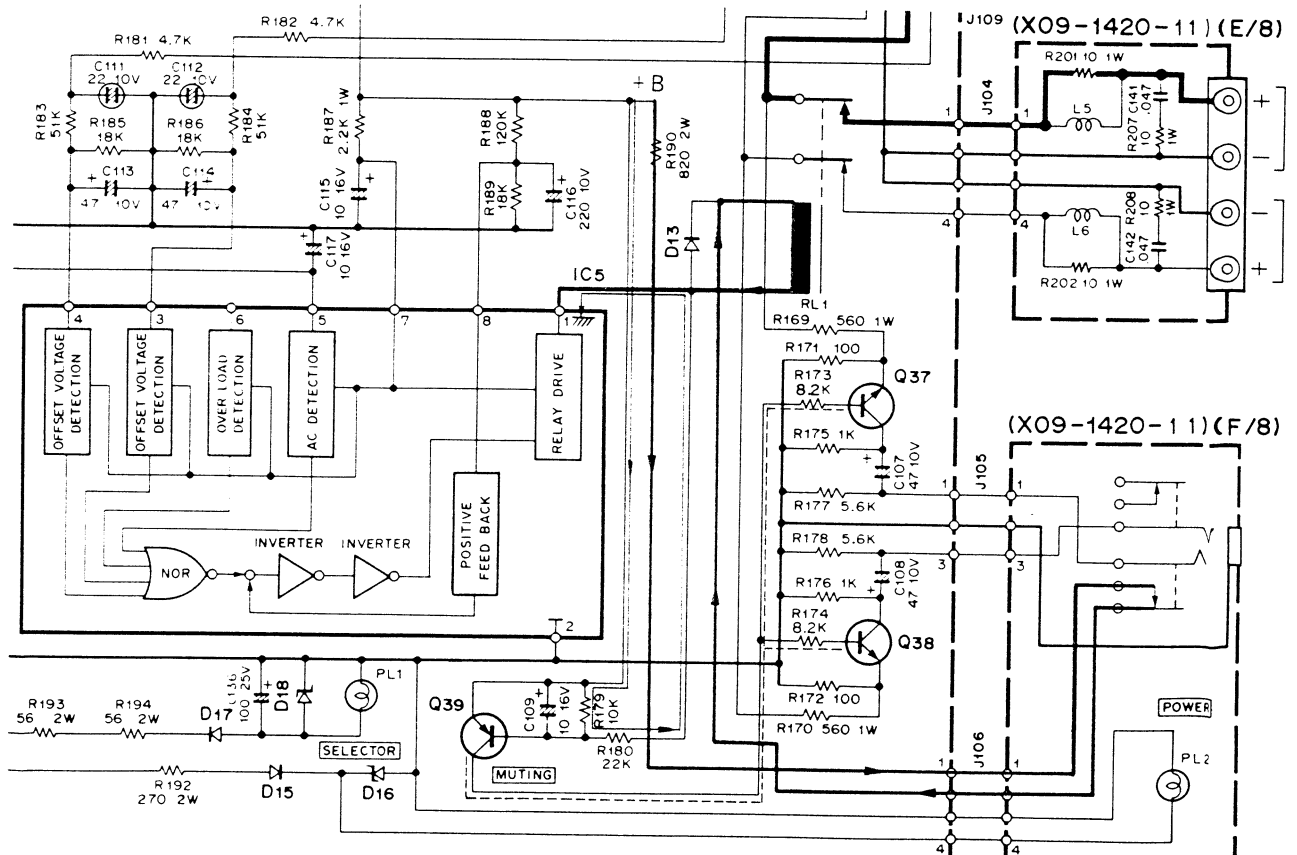 R182 4.7K
R181 4.7K
C111
22 10V
C112
22 10V
R183
51K
R184
51K
R185
18K
R186
18K
+ C113
47 10V
C114 +
47 10V
R187
2.2K 1W
R188
120K
R189
18K
C115
10 16V
+
C116
220 10V
+
C117
10 16V
+
+ B
R190
820 2W
D13
RL1
IC5
4
3
6
5
7
8
1
OFFSET VOLTAGE
DETECTION
OFFSET VOLTAGE
DETECTION
OVER LOAD
DETECTION
AC DETECTION
RELAY DRIVE
POSITIVE
FEED BACK
NOR
INVERTER
INVERTER
2
J109
(X09-1420-11)(E/8)
J104
1
1
4
4
R201 10 1W
L5
C141
.047
R207
10
1W
R208
10
1W
L6
C142
.047
R202 10 1W
+
−
−
+
R169 560 1W
R171 100
R173
8.2K
Q37
R175 1K
+
C107
47 10V
R177 5.6K
R178 5.6K
C108
47 10V
+
R176 1K
R174
8.2K
Q38
R172 100
R170 560 1W
J105
1
1
3
3
(X09-1420-11)(F/8)
J106
1
1
4
4
POWER
PL2
R193
56 2W
R194
56 2W
D17
C136
100 25V
+
D18
PL1
SELECTOR
R192
270 2W
D15
D16
Q39
MUTING
C109
10 16V
+
R179
10K
R180
22K